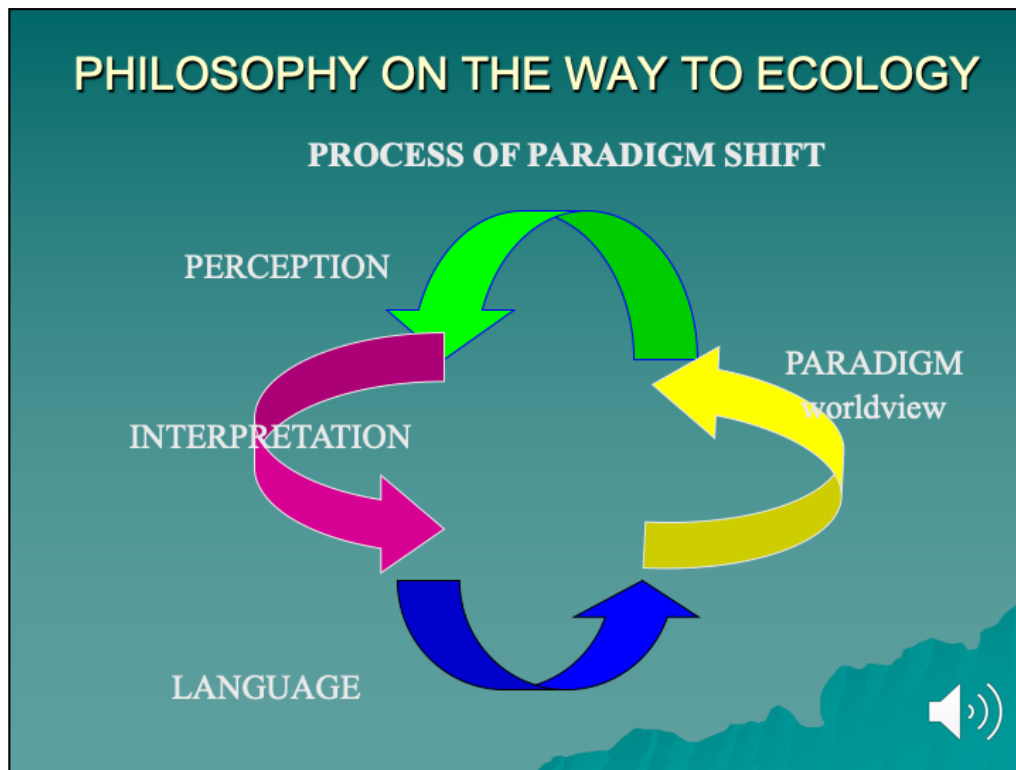 PHILOSOPHY ON THE WAY TO ECOLOGY
PROCESS OF PARADIGM SHIFT
PERCEPTION
PARADIGM
worldview
INTERPRETATION
LANGUAGE